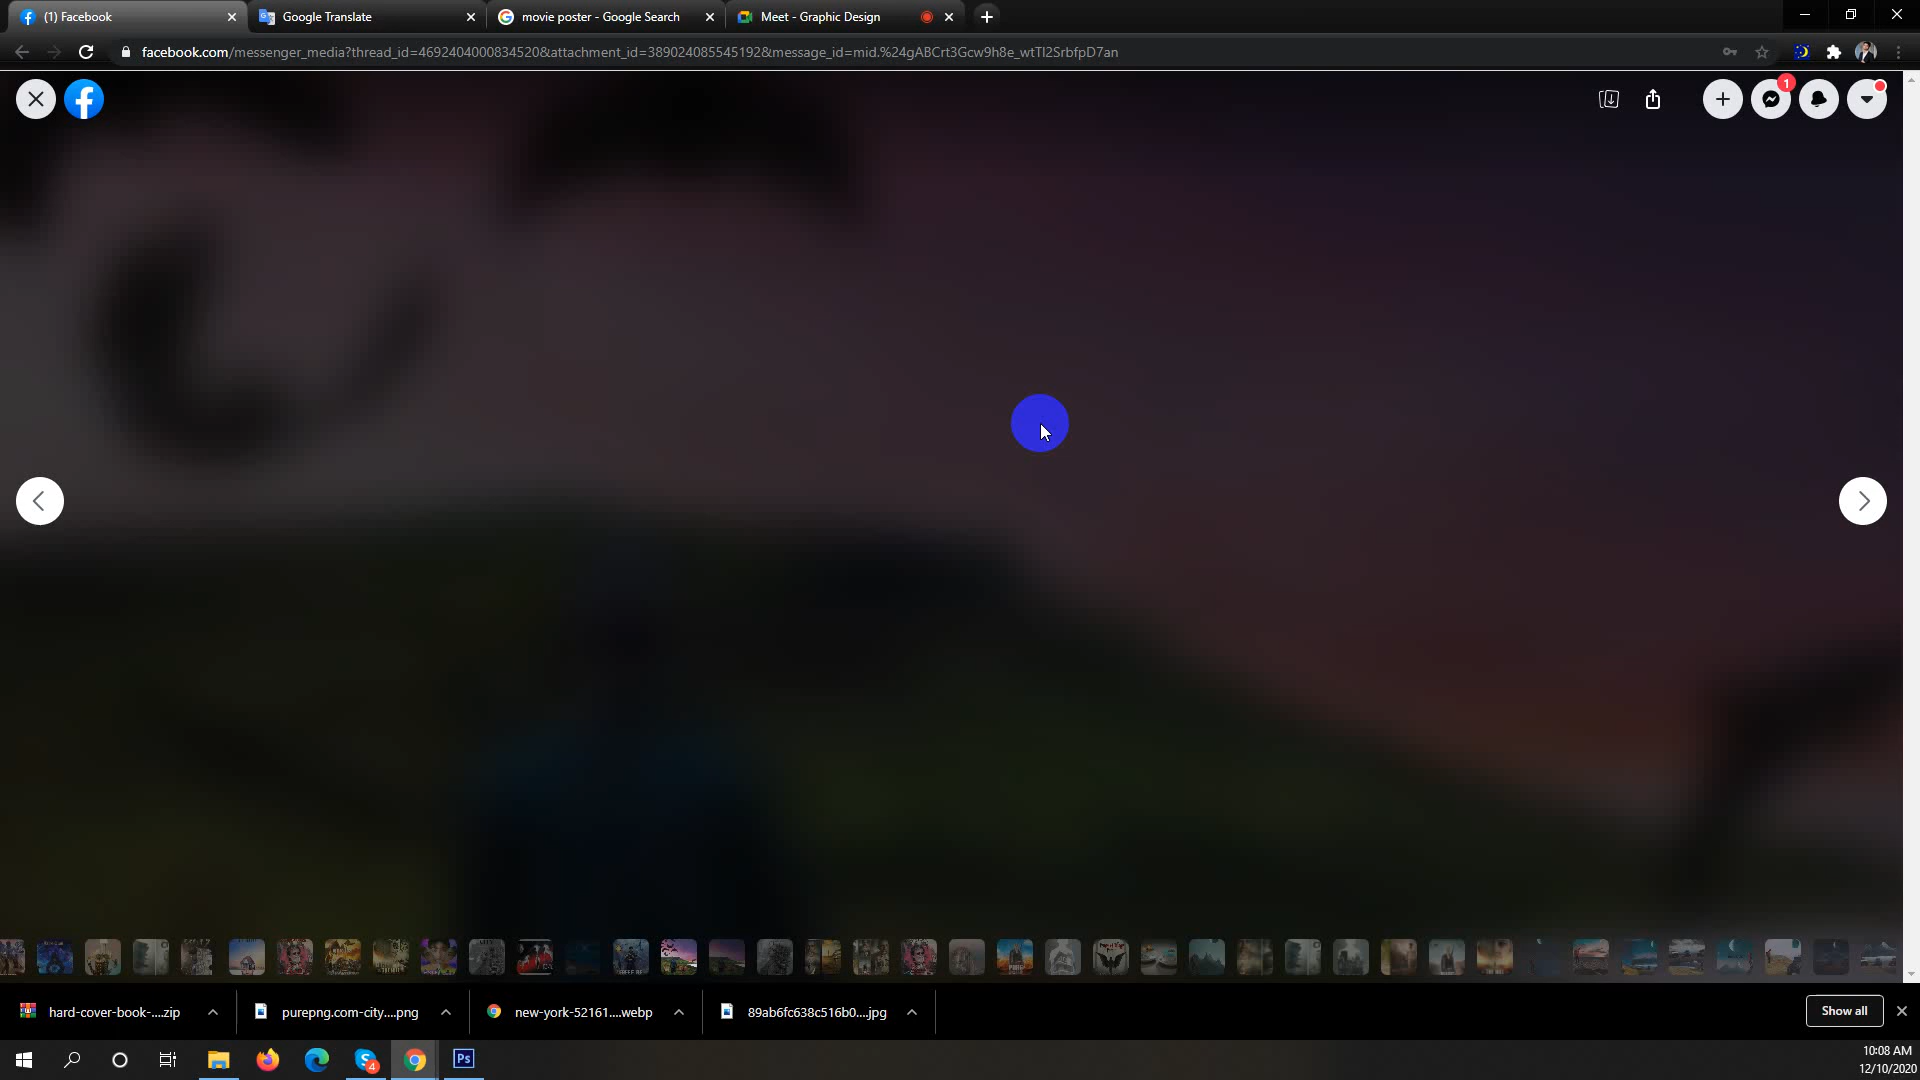 (1) Facebook
Google Translate
movie poster - Google Search
Meet - Graphic Design
facebook.com/messenger_media?thread_id=4692404000834520&attachment_id=389024085545192&message_id=mid.%24gABCrt3Gcw9h8e_wtTl2SrbfpD7an
1
hard-cover-book-....zip
purepng.com-city....png
new-york-52161....webp
89ab6fc638c516b0....jpg
Show all
4
Ps
10:08 AM
12/10/2020